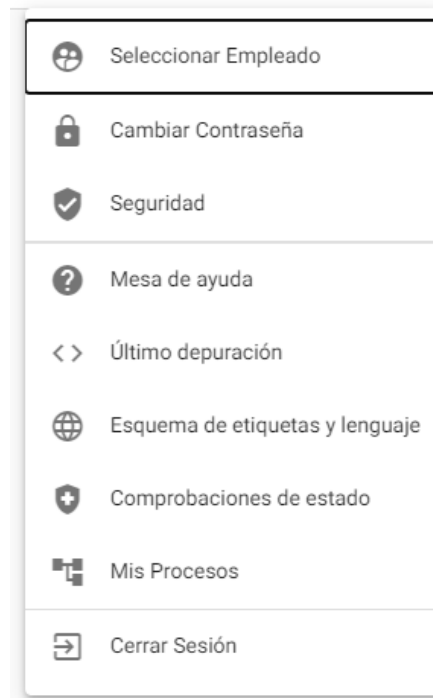 Seleccionar Empleado
Cambiar Contraseña
Seguridad
Mesa de ayuda
Último depuración
Esquema de etiquetas y lenguaje
Comprobaciones de estado
Mis Procesos
Cerrar Sesión